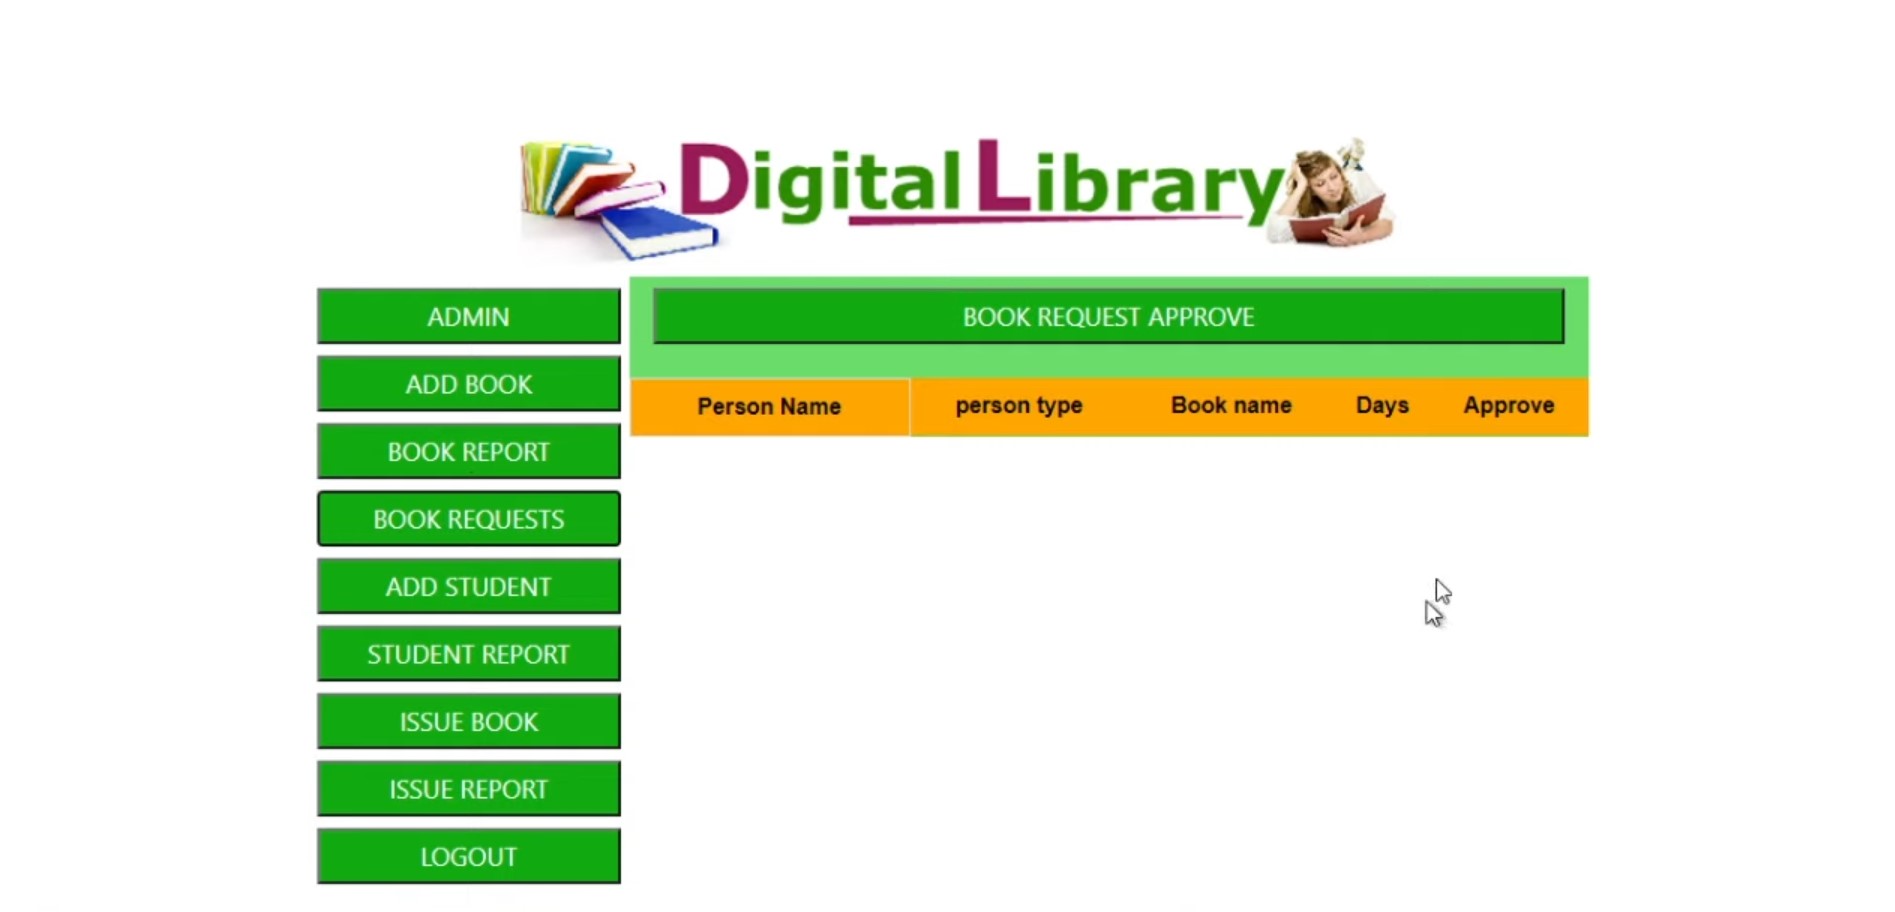 Digital Library
ADMIN
ADD BOOK
BOOK REPORT
BOOK REQUESTS
ADD STUDENT
STUDENT REPORT
ISSUE BOOK
ISSUE REPORT
LOGOUT
BOOK REQUEST APPROVE
Person Name person type Book name Days Approve